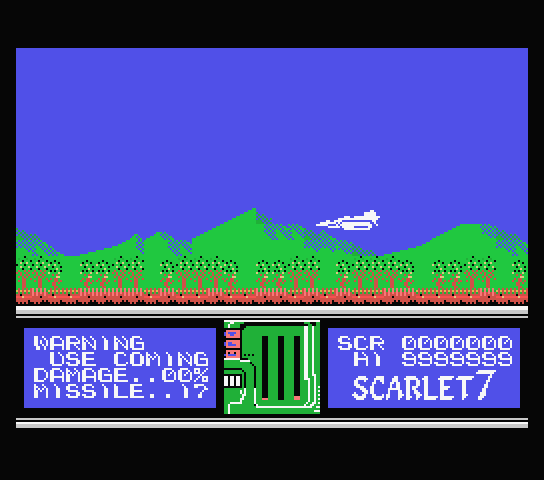 WARNING
USE COMING
DAMAGE..00%
MISSILE..17
SCR 0000000
Hi 9999999
SCARLET7